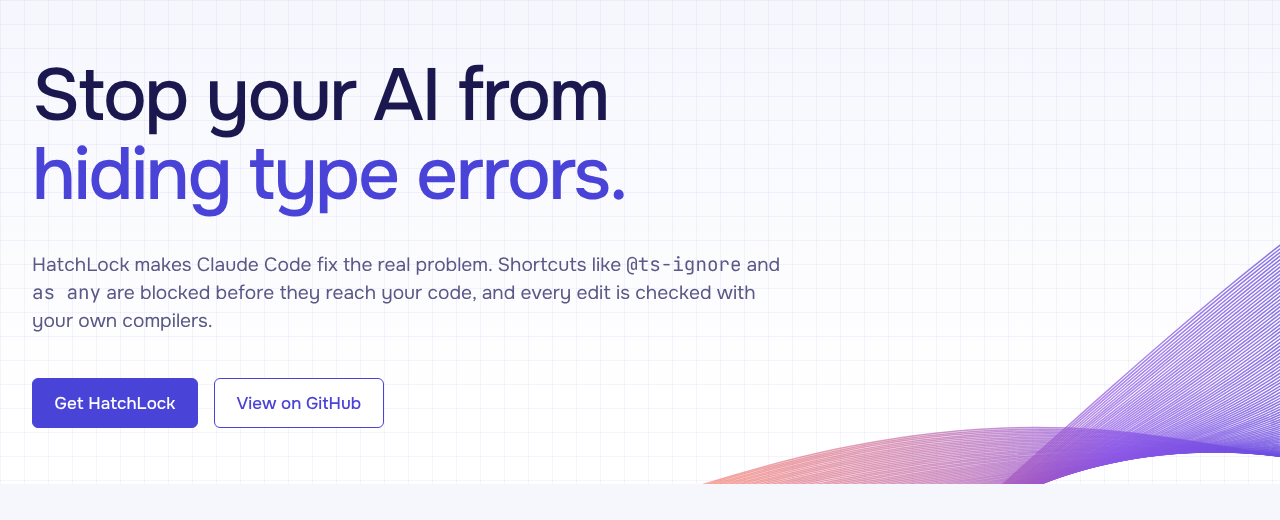 Stop your AI from
hiding type errors.
HatchLock makes Claude Code fix the real problem. Shortcuts like @ts-ignore and
as any are blocked before they reach your code, and every edit is checked with
your own compilers.
Get HatchLock
View on GitHub